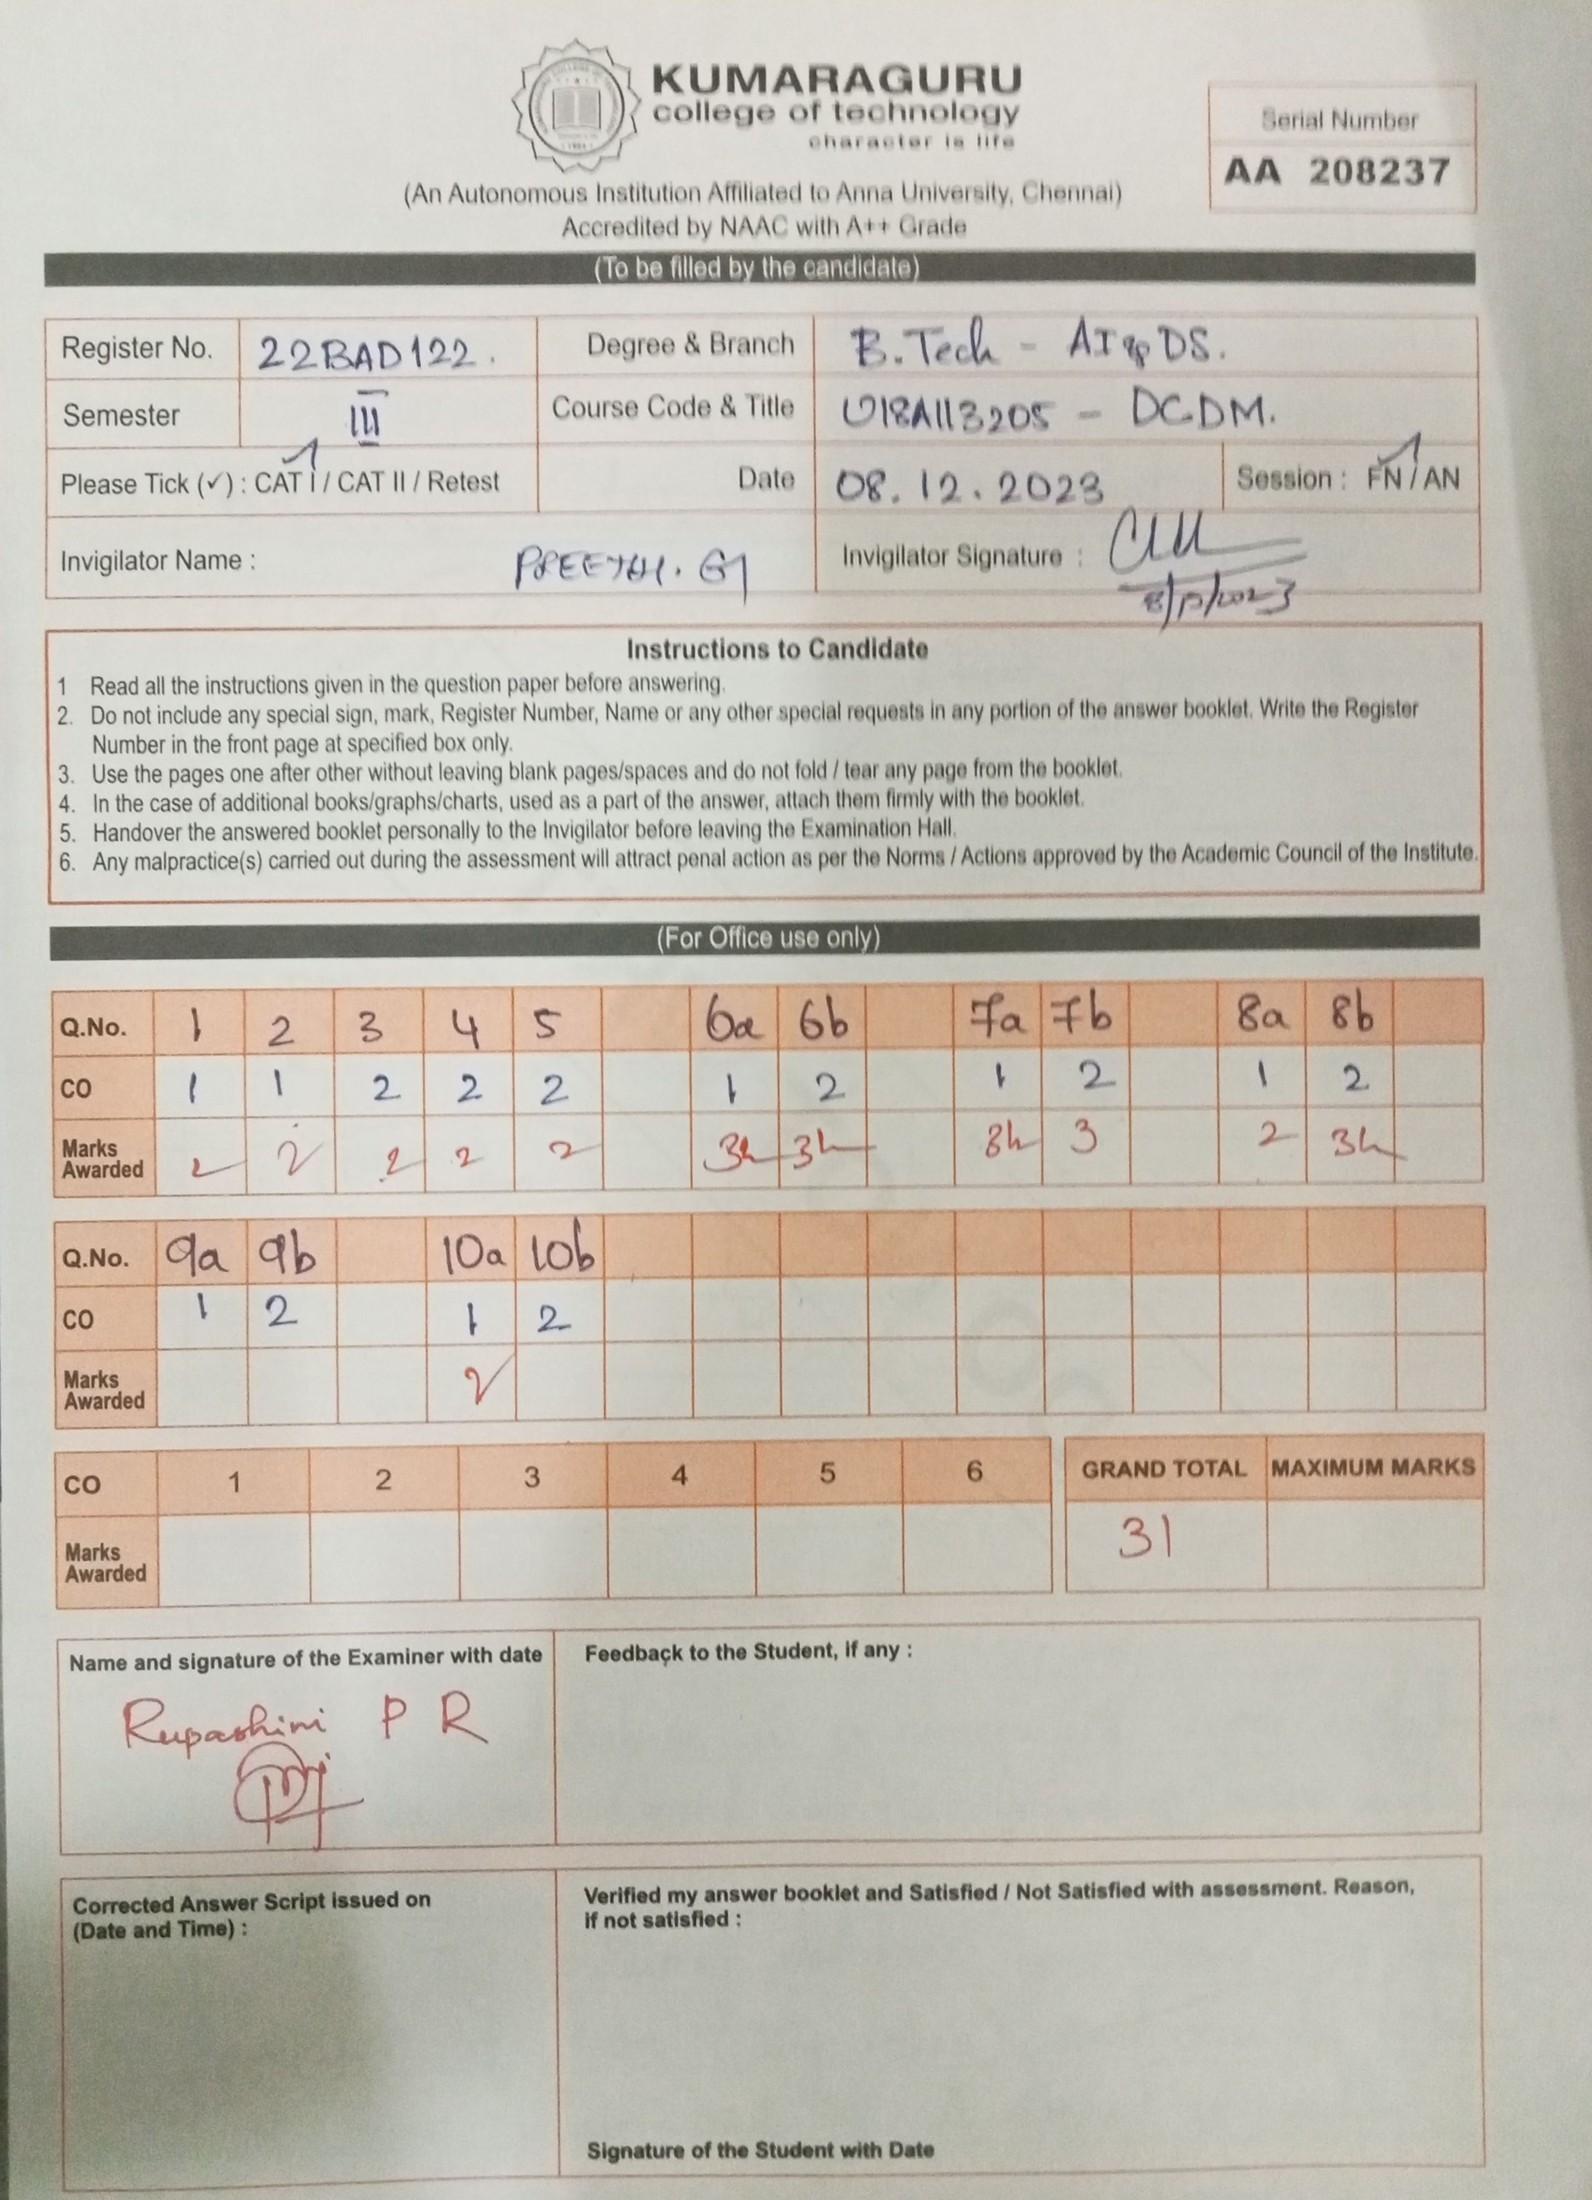 KUMARAGURU
college of technology
character is life
(An Autonomous Institution Affiliated to Anna University, Chennai)
Accredited by NAAC with A++ Grade
Serial Number
AA 208237
(To be filled by the candidate)
Register No. 22BAD122. Degree & Branch B.Tech - AI & DS.
Semester III Course Code & Title U18AII3205 - DCDM.
Please Tick (✓) : CAT I / CAT II / Retest Date 08.12.2023 Session : FN / AN
Invigilator Name : PREETHI. G Invigilator Signature :
8/12/2023
Instructions to Candidate
1 Read all the instructions given in the question paper before answering.
2. Do not include any special sign, mark, Register Number, Name or any other special requests in any portion of the answer booklet. Write the Register
Number in the front page at specified box only.
3. Use the pages one after other without leaving blank pages/spaces and do not fold / tear any page from the booklet.
4. In the case of additional books/graphs/charts, used as a part of the answer, attach them firmly with the booklet.
5. Handover the answered booklet personally to the Invigilator before leaving the Examination Hall.
6. Any malpractice(s) carried out during the assessment will attract penal action as per the Norms / Actions approved by the Academic Council of the Institute.
(For Office use only)
Q.No. 1 2 3 4 5 6a 6b 7a 7b 8a 8b
CO 1 1 2 2 2 1 2 1 2 1 2
Marks Awarded 2 2 2 2 2 3½ 3½ 3½ 3 2 3½
Q.No. 9a 9b 10a 10b
CO 1 2 1 2
Marks Awarded 2
CO 1 2 3 4 5 6 GRAND TOTAL MAXIMUM MARKS
Marks Awarded 31
Name and signature of the Examiner with date
Rupashini P R
Feedback to the Student, if any :
Corrected Answer Script issued on
(Date and Time) :
Verified my answer booklet and Satisfied / Not Satisfied with assessment. Reason,
if not satisfied :
Signature of the Student with Date